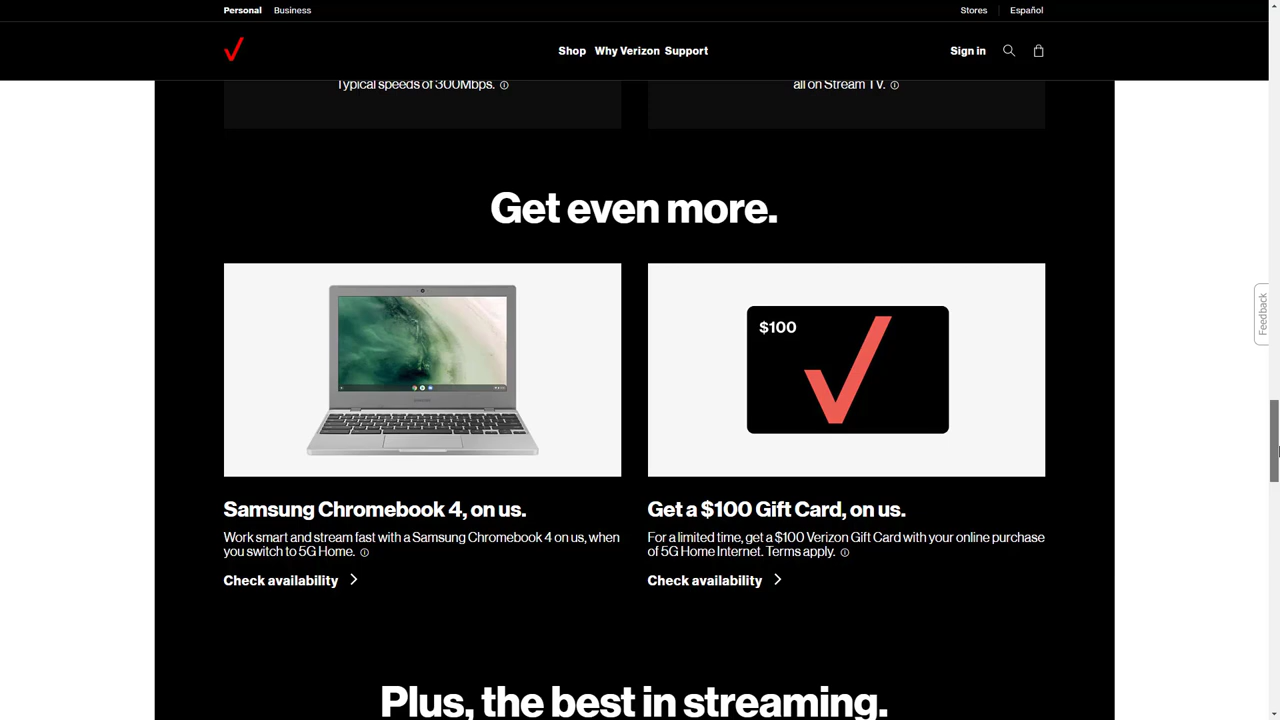 Personal Business
Stores Español
Shop Why Verizon Support
Sign in
Typical speeds of 300Mbps.
all on Stream TV.
Get even more.
$100
Samsung Chromebook 4, on us.
Work smart and stream fast with a Samsung Chromebook 4 on us, when
you switch to 5G Home.
Check availability
Get a $100 Gift Card, on us.
For a limited time, get a $100 Verizon Gift Card with your online purchase
of 5G Home Internet. Terms apply.
Check availability
Feedback
Plus, the best in streaming.